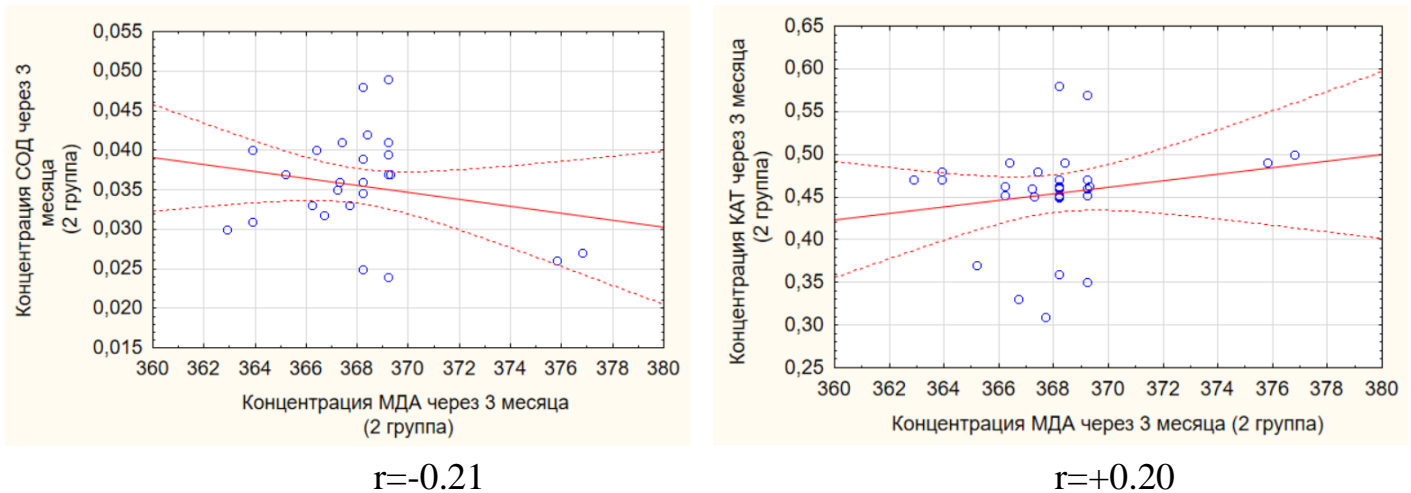 Концентрация СОД через 3
месяца
(2 группа)
0,055
0,050
0,045
0,040
0,035
0,030
0,025
0,020
0,015
360 362 364 366 368 370 372 374 376 378 380
Концентрация МДА через 3 месяца
(2 группа)
r=-0.21
Концентрация КАТ через 3 месяца
(2 группа)
0,65
0,60
0,55
0,50
0,45
0,40
0,35
0,30
0,25
360 362 364 366 368 370 372 374 376 378 380
Концентрация МДА через 3 месяца (2 группа)
r=+0.20